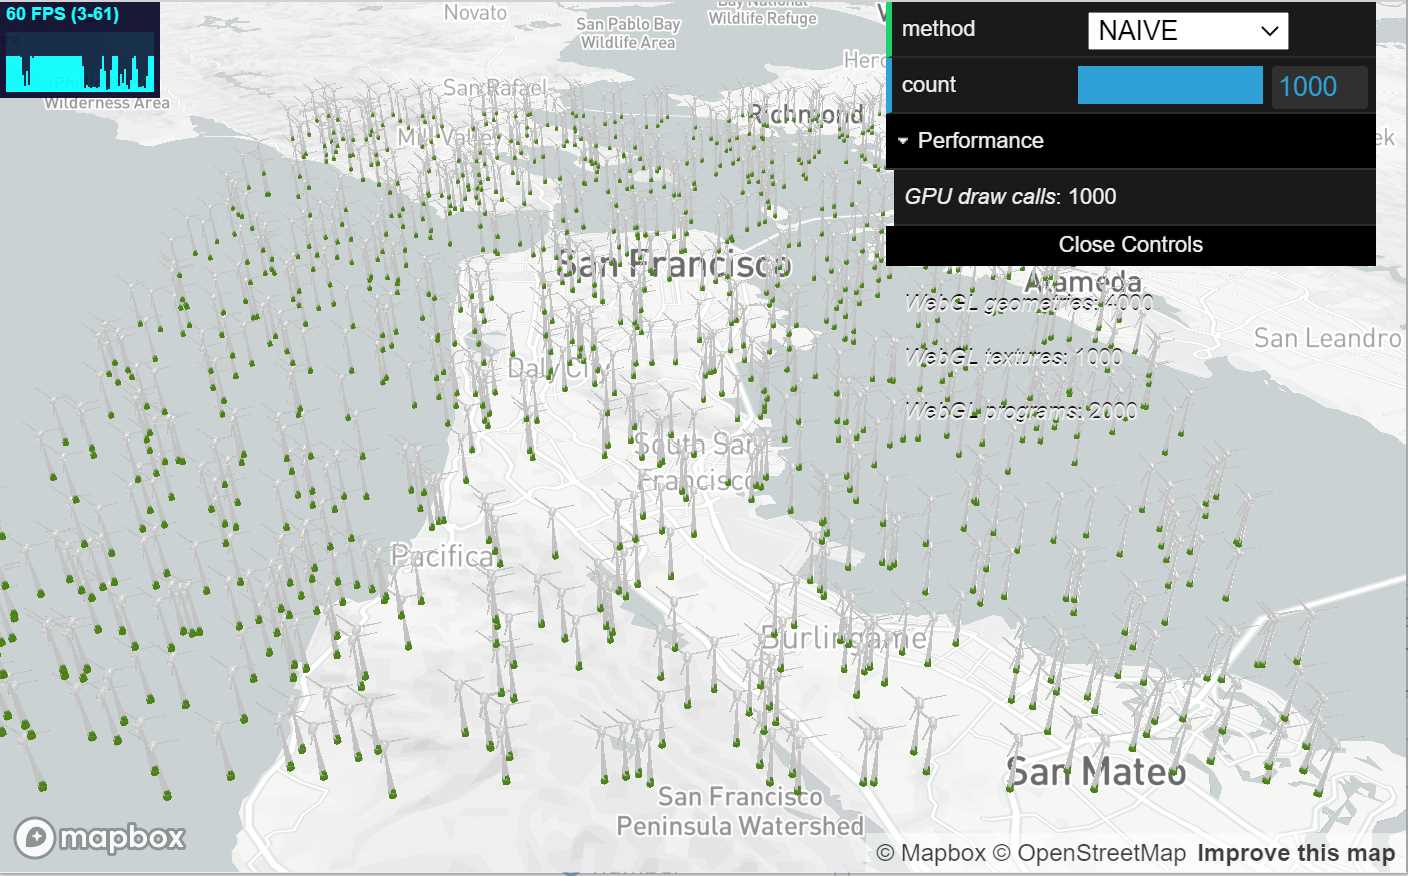 60 FPS (3-61)
Novato
San Pablo Bay
Wildlife Area
Bay National
Wildlife Refuge
method
NAIVE
count
1000
Performance
GPU draw calls: 1000
Close Controls
WebGL geometries: 4000
WebGL textures: 1000
WebGL programs: 2000
Wilderness Area
San Rafael
Mill Valley
Richmond
San Francisco
Alameda
San Leandro
Daly City
South San
Francisco
Pacifica
Burlingame
San Mateo
San Francisco
Peninsula Watershed
mapbox
© Mapbox © OpenStreetMap Improve this map